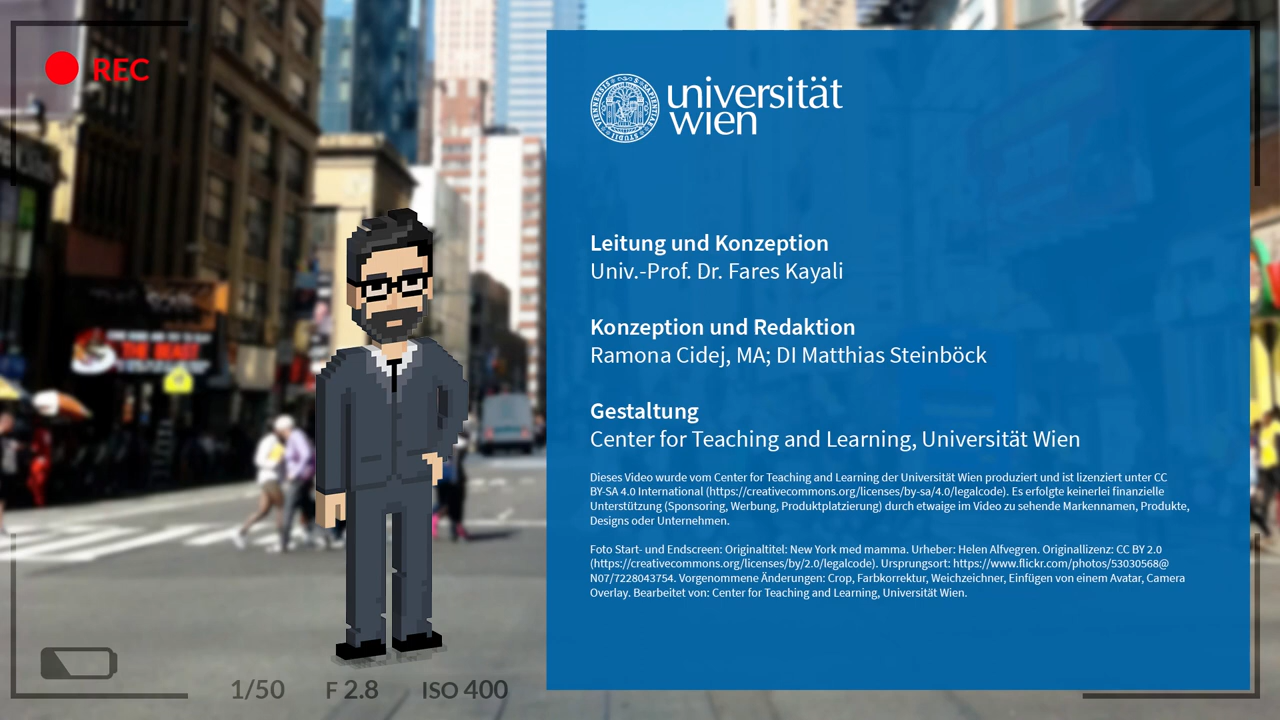 REC
universität
wien
Leitung und Konzeption
Univ.-Prof. Dr. Fares Kayali
Konzeption und Redaktion
Ramona Cidej, MA; DI Matthias Steinböck
Gestaltung
Center for Teaching and Learning, Universität Wien
Dieses Video wurde vom Center for Teaching and Learning der Universität Wien produziert und ist lizenziert unter CC
BY-SA 4.0 International (https://creativecommons.org/licenses/by-sa/4.0/legalcode). Es erfolgte keinerlei finanzielle
Unterstützung (Sponsoring, Werbung, Produktplatzierung) durch etwaige im Video zu sehende Markennamen, Produkte,
Designs oder Unternehmen.
Foto Start- und Endscreen: Originaltitel: New York med mamma. Urheber: Helen Alfvegren. Originallizenz: CC BY 2.0
(https://creativecommons.org/licenses/by/2.0/legalcode). Ursprungsort: https://www.flickr.com/photos/53030568@
N07/7228043754. Vorgenommene Änderungen: Crop, Farbkorrektur, Weichzeichner, Einfügen von einem Avatar, Camera
Overlay. Bearbeitet von: Center for Teaching and Learning, Universität Wien.
THE BEAST
1/50 F 2.8 ISO 400